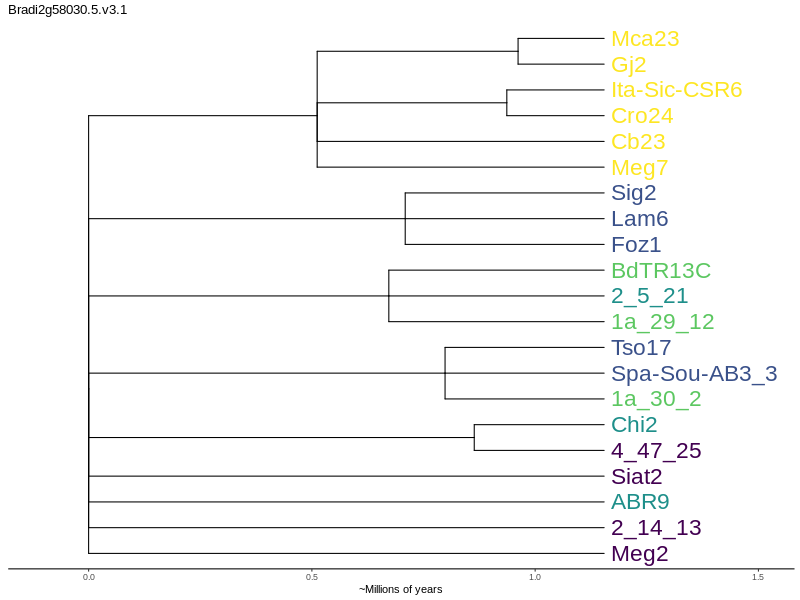 Bradi2g58030.5.v3.1
Mca23
Gj2
Ita-Sic-CSR6
Cro24
Cb23
Meg7
Sig2
Lam6
Foz1
BdTR13C
2_5_21
1a_29_12
Tso17
Spa-Sou-AB3_3
1a_30_2
Chi2
4_47_25
Siat2
ABR9
2_14_13
Meg2
0.0 0.5 1.0 1.5
~Millions of years